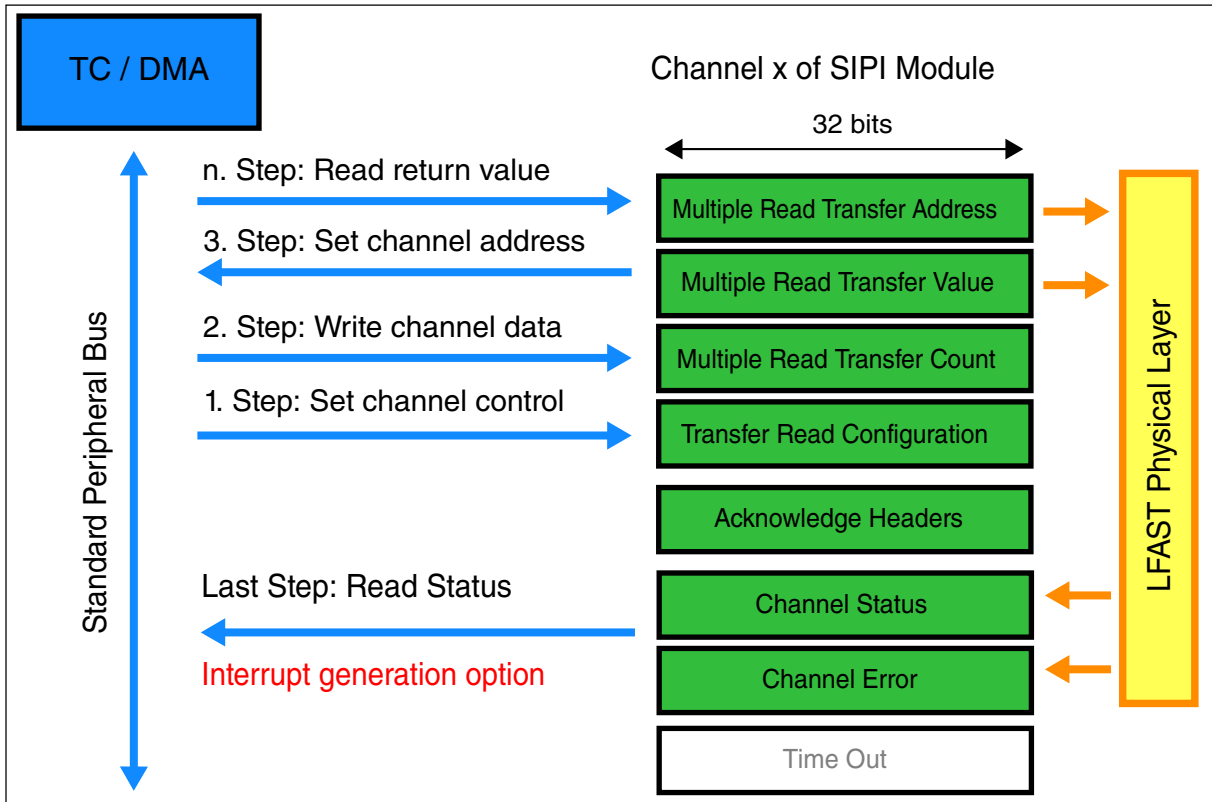 TC / DMA
Channel x of SIPI Module
32 bits
n. Step: Read return value
Multiple Read Transfer Address
3. Step: Set channel address
Multiple Read Transfer Value
2. Step: Write channel data
Multiple Read Transfer Count
1. Step: Set channel control
Transfer Read Configuration
Acknowledge Headers
Last Step: Read Status
Channel Status
Interrupt generation option
Channel Error
Time Out
Standard Peripheral Bus
LFAST Physical Layer